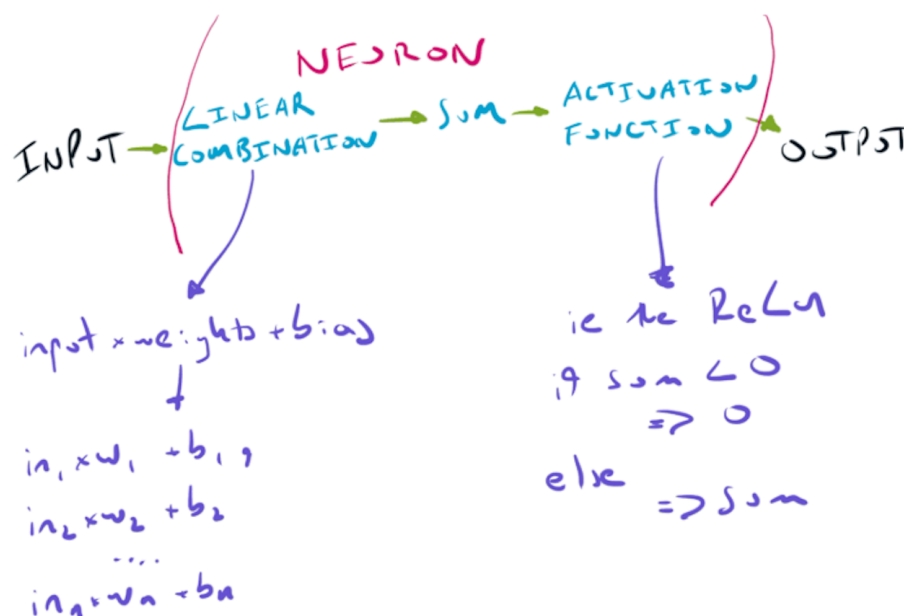 NEURON
INPUT → LINEAR COMBINATION → SUM → ACTIVATION FUNCTION → OUTPUT
input × weights + bias
in₁ × w₁ + b₁,
in₂ × w₂ + b₂
....
inₙ × wₙ + bₙ
ie the ReLu
if sum < 0
=> 0
else
=> sum